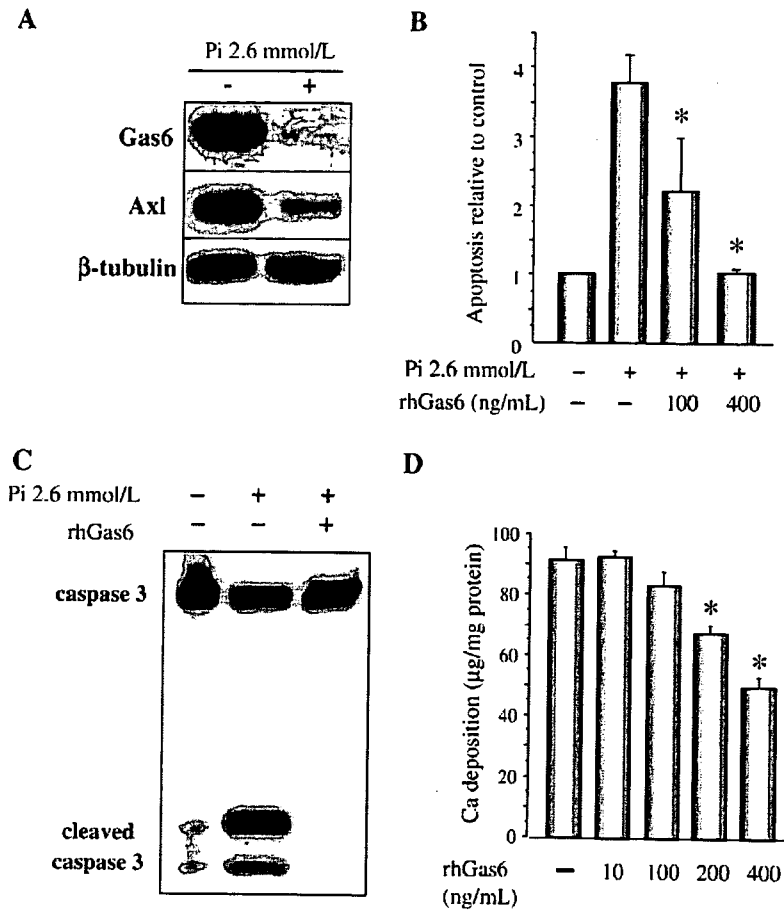 A
Pi 2.6 mmol/L
- +
Gas6
Axl
β-tubulin
B
Apoptosis relative to control
4
3
2
1
0
Pi 2.6 mmol/L - + + +
rhGas6 (ng/mL) - - 100 400
* *
C
Pi 2.6 mmol/L - + +
rhGas6 - - +
caspase 3
cleaved
caspase 3
D
Ca deposition (µg/mg protein)
100
80
60
40
20
0
* *
rhGas6 - 10 100 200 400
(ng/mL)